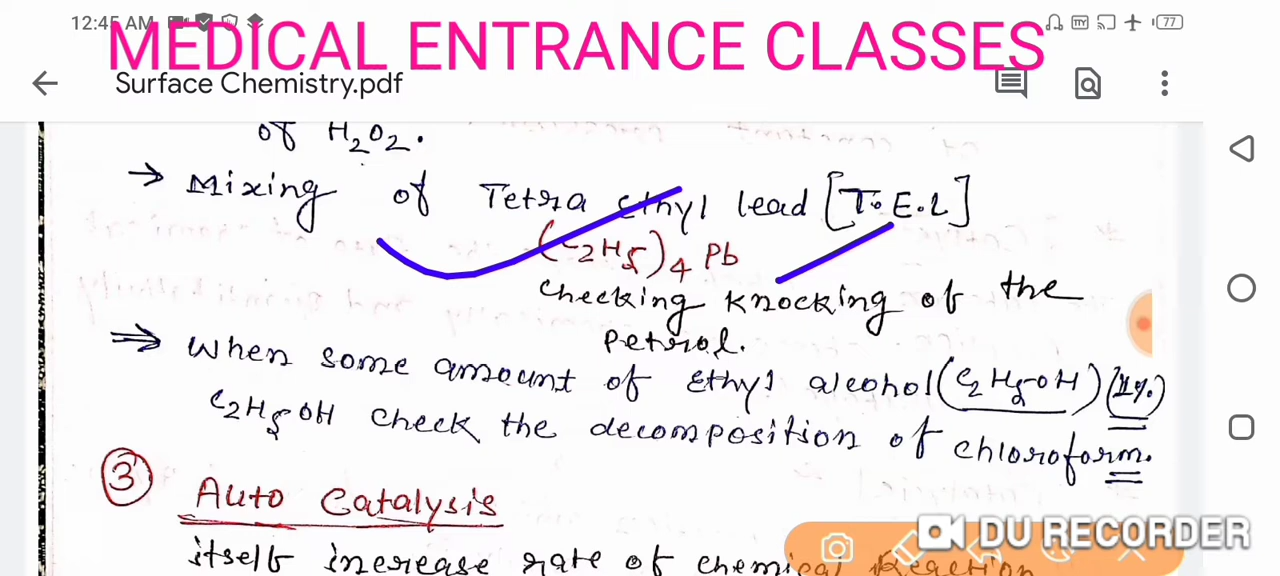 12:45 AM
77
MEDICAL ENTRANCE CLASSES
Surface Chemistry.pdf
of H2O2.
→ Mixing of Tetra Ethyl lead [T.E.L]
(C2H5)4 Pb
checking knocking of the
petrol.
⇒ When some amount of Ethyl alcohol (C2H5OH) (1%)
C2H5OH check the decomposition of chloroform.
3 Auto Catalysis
itself increase rate of chemical Reaction
DU RECORDER